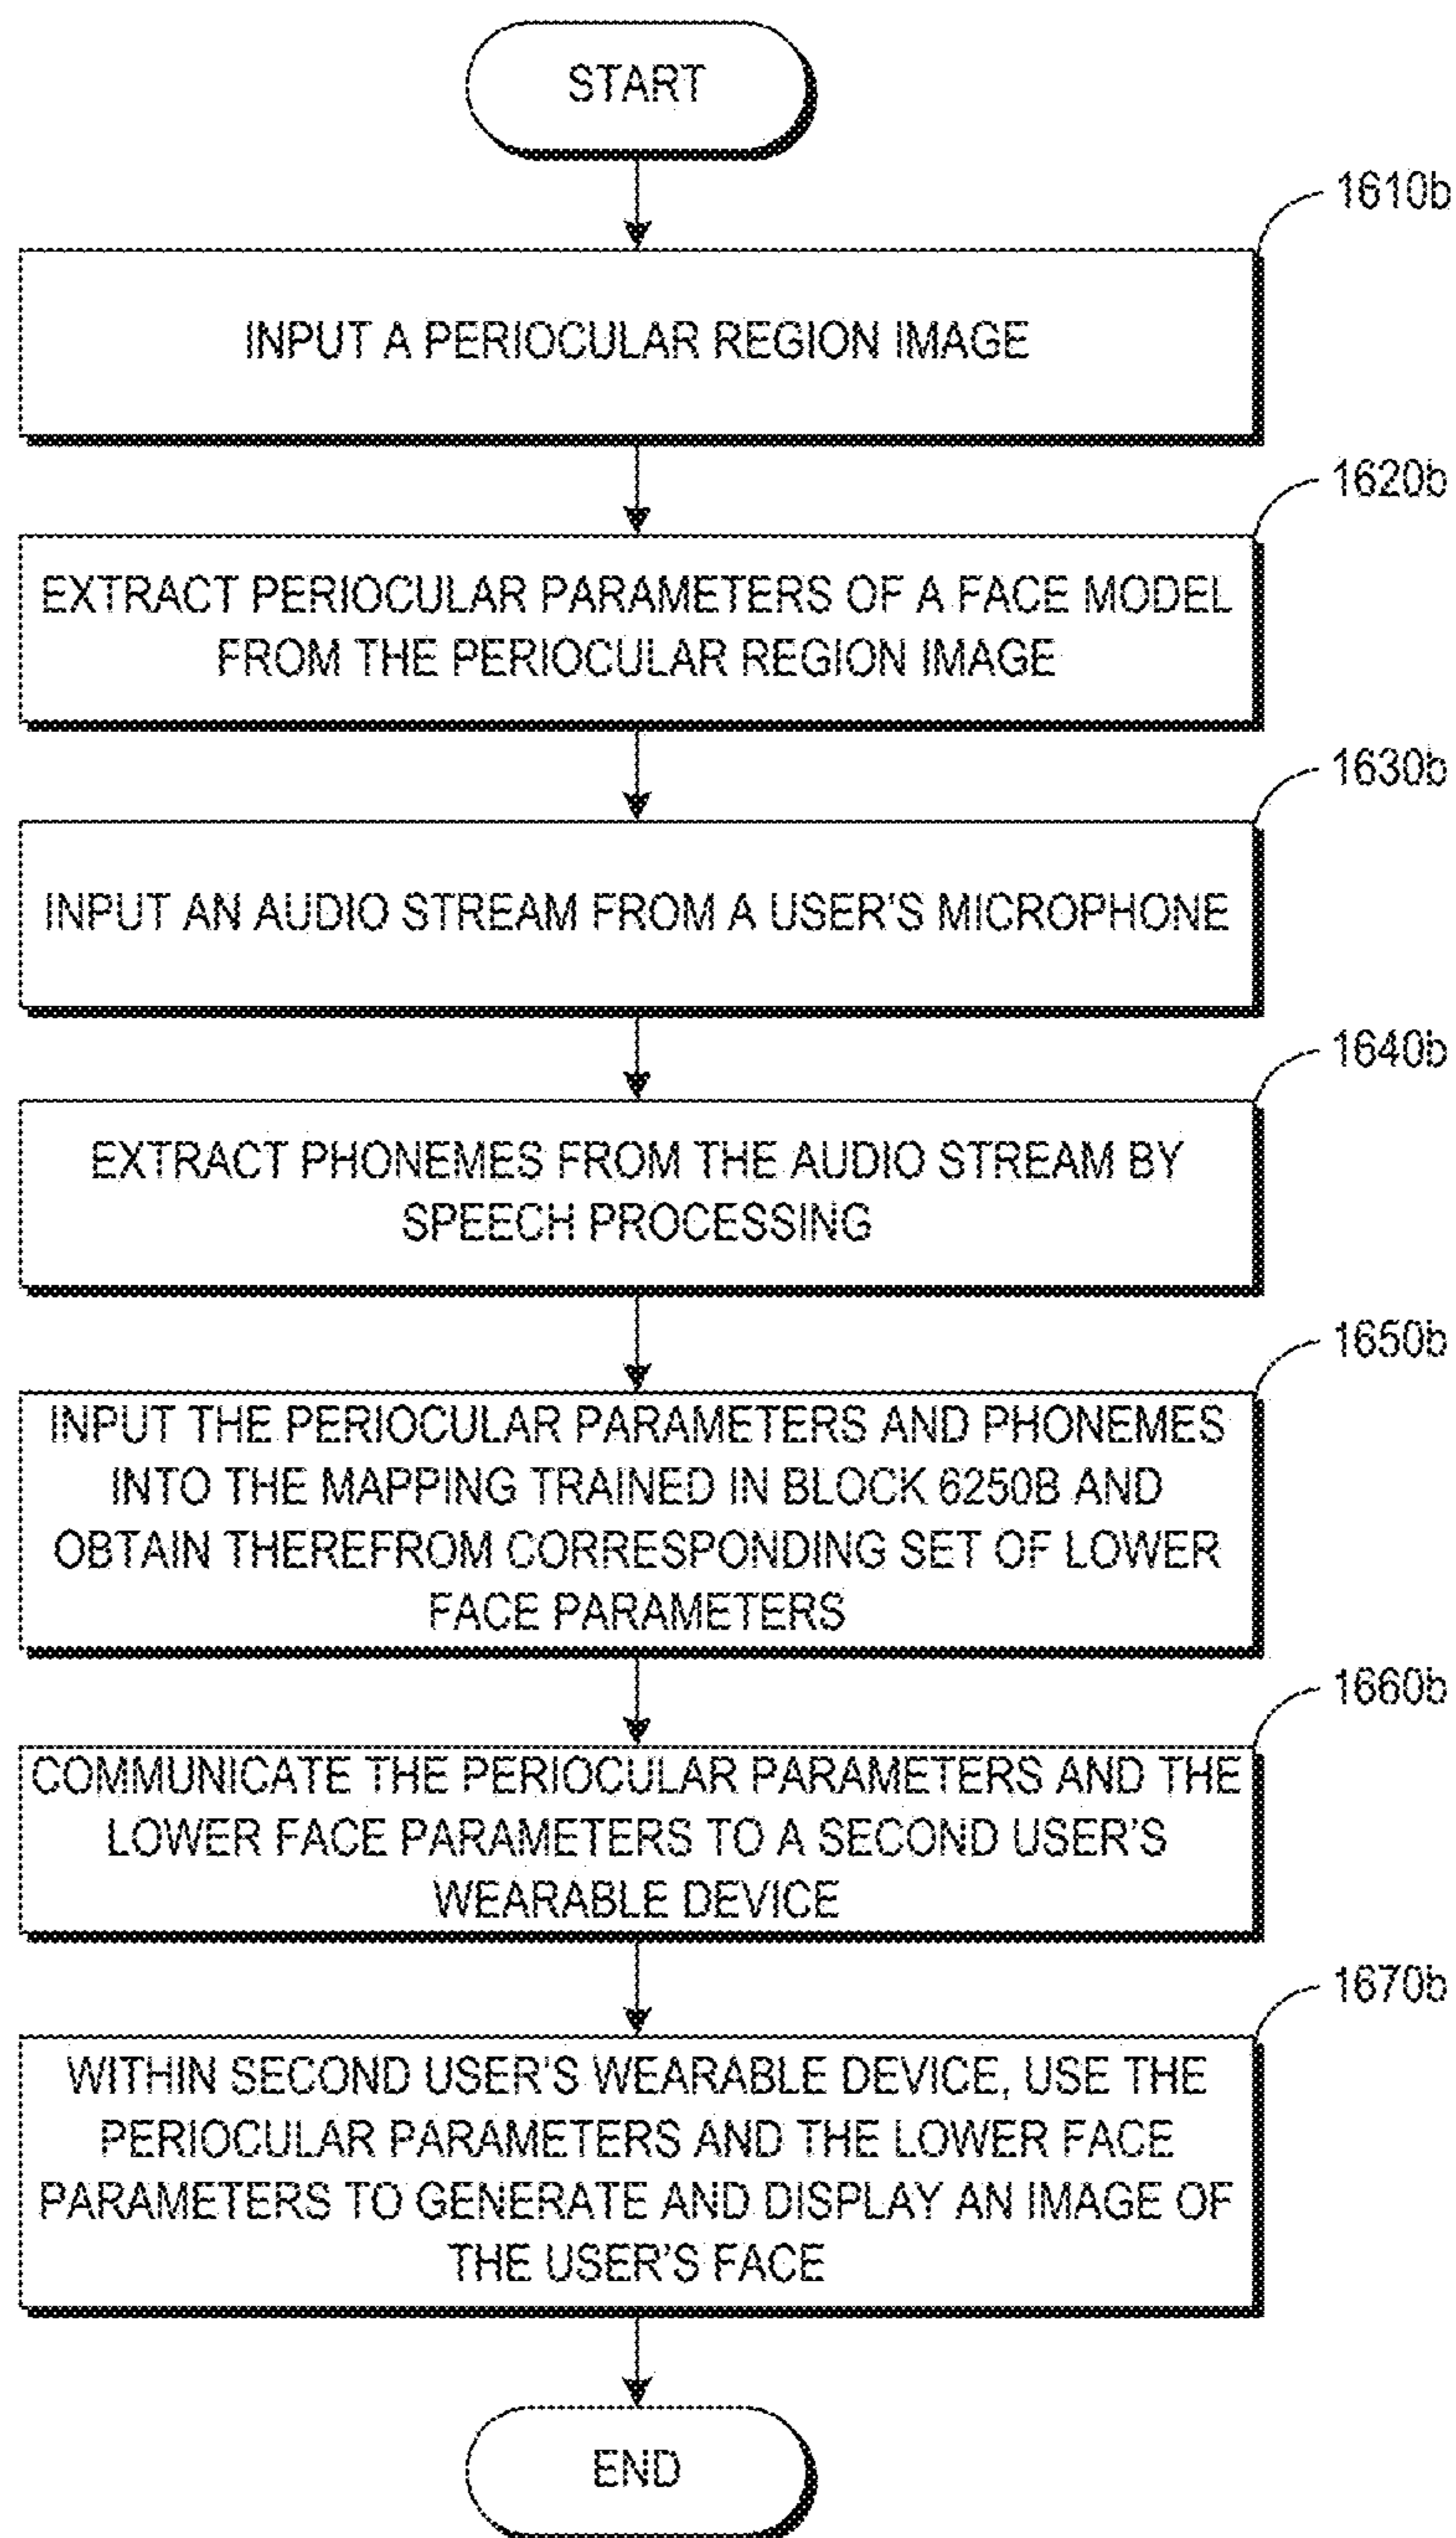 START
1610b
INPUT A PERIOCULAR REGION IMAGE
1620b
EXTRACT PERIOCULAR PARAMETERS OF A FACE MODEL
FROM THE PERIOCULAR REGION IMAGE
1630b
INPUT AN AUDIO STREAM FROM A USER'S MICROPHONE
1640b
EXTRACT PHONEMES FROM THE AUDIO STREAM BY
SPEECH PROCESSING
1650b
INPUT THE PERIOCULAR PARAMETERS AND PHONEMES
INTO THE MAPPING TRAINED IN BLOCK 6250B AND
OBTAIN THEREFROM CORRESPONDING SET OF LOWER
FACE PARAMETERS
1660b
COMMUNICATE THE PERIOCULAR PARAMETERS AND THE
LOWER FACE PARAMETERS TO A SECOND USER'S
WEARABLE DEVICE
1670b
WITHIN SECOND USER'S WEARABLE DEVICE, USE THE
PERIOCULAR PARAMETERS AND THE LOWER FACE
PARAMETERS TO GENERATE AND DISPLAY AN IMAGE OF
THE USER'S FACE
END